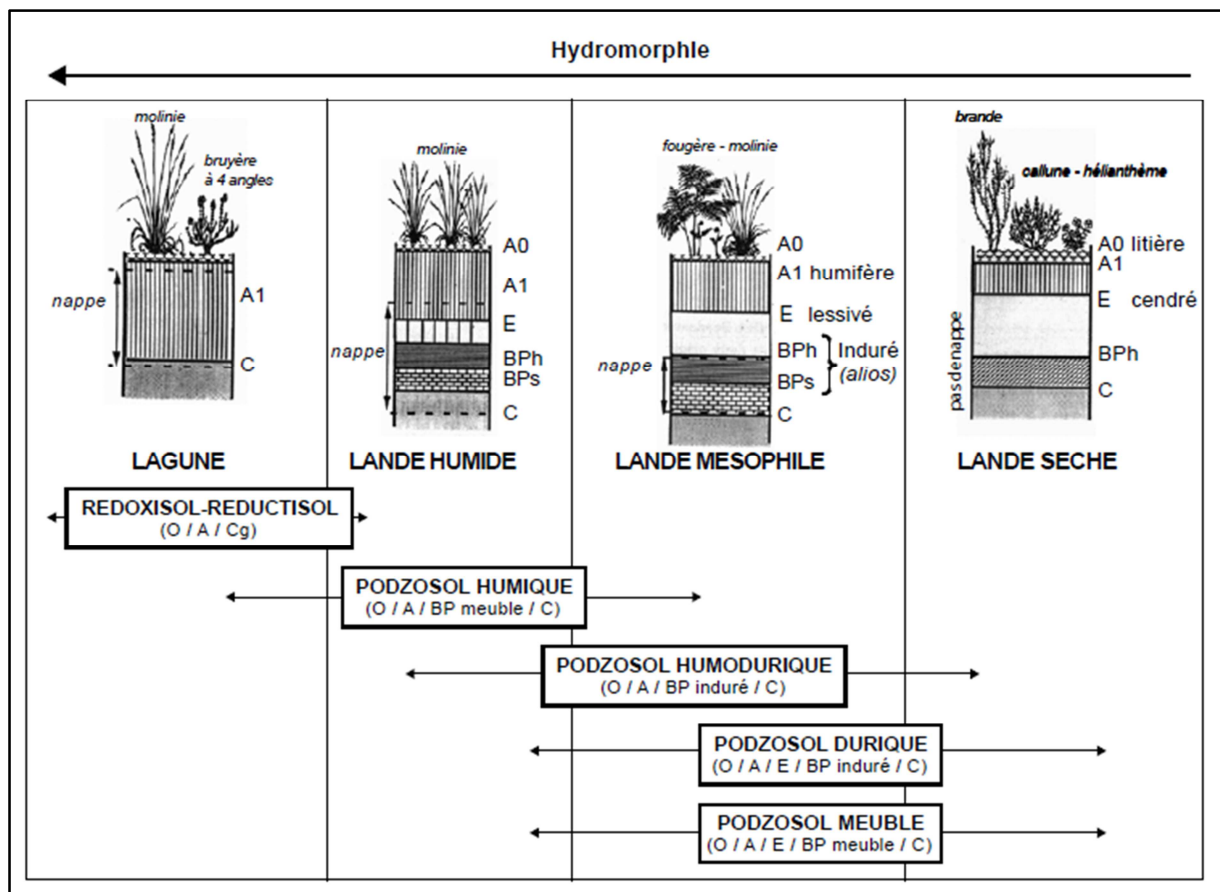 Hydromorphie
molinie
bruyère
à 4 angles
nappe
A1
C
LAGUNE
molinie
A0
A1
E
nappe
BPh
BPs
C
LANDE HUMIDE
fougère - molinie
A0
A1 humifère
E lessivé
BPh
Induré
(alios)
nappe
BPs
C
LANDE MESOPHILE
brande
callune - hélianthème
A0 litière
A1
E cendré
pas de nappe
BPh
C
LANDE SECHE
REDOXISOL-REDUCTISOL
(O / A / Cg)
PODZOSOL HUMIQUE
(O / A / BP meuble / C)
PODZOSOL HUMODURIQUE
(O / A / BP induré / C)
PODZOSOL DURIQUE
(O / A / E / BP induré / C)
PODZOSOL MEUBLE
(O / A / E / BP meuble / C)